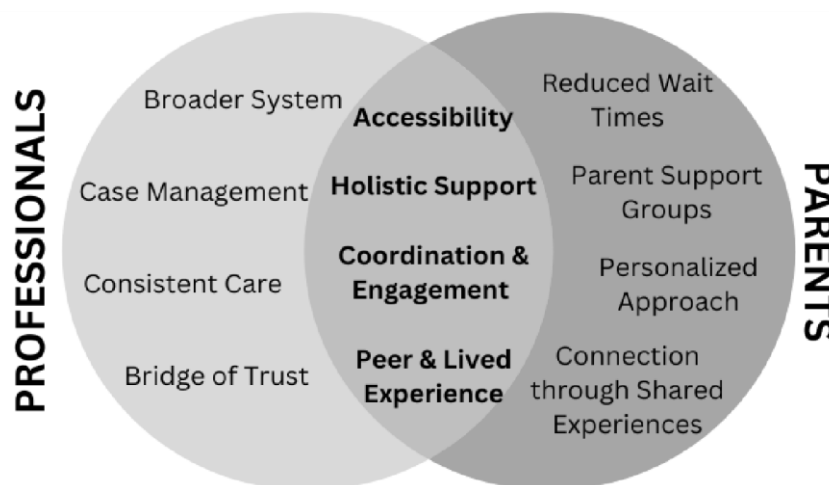 PROFESSIONALS
Broader System
Case Management
Consistent Care
Bridge of Trust
Accessibility
Holistic Support
Coordination &
Engagement
Peer & Lived
Experience
Reduced Wait
Times
Parent Support
Groups
Personalized
Approach
Connection
through Shared
Experiences
PARENTS